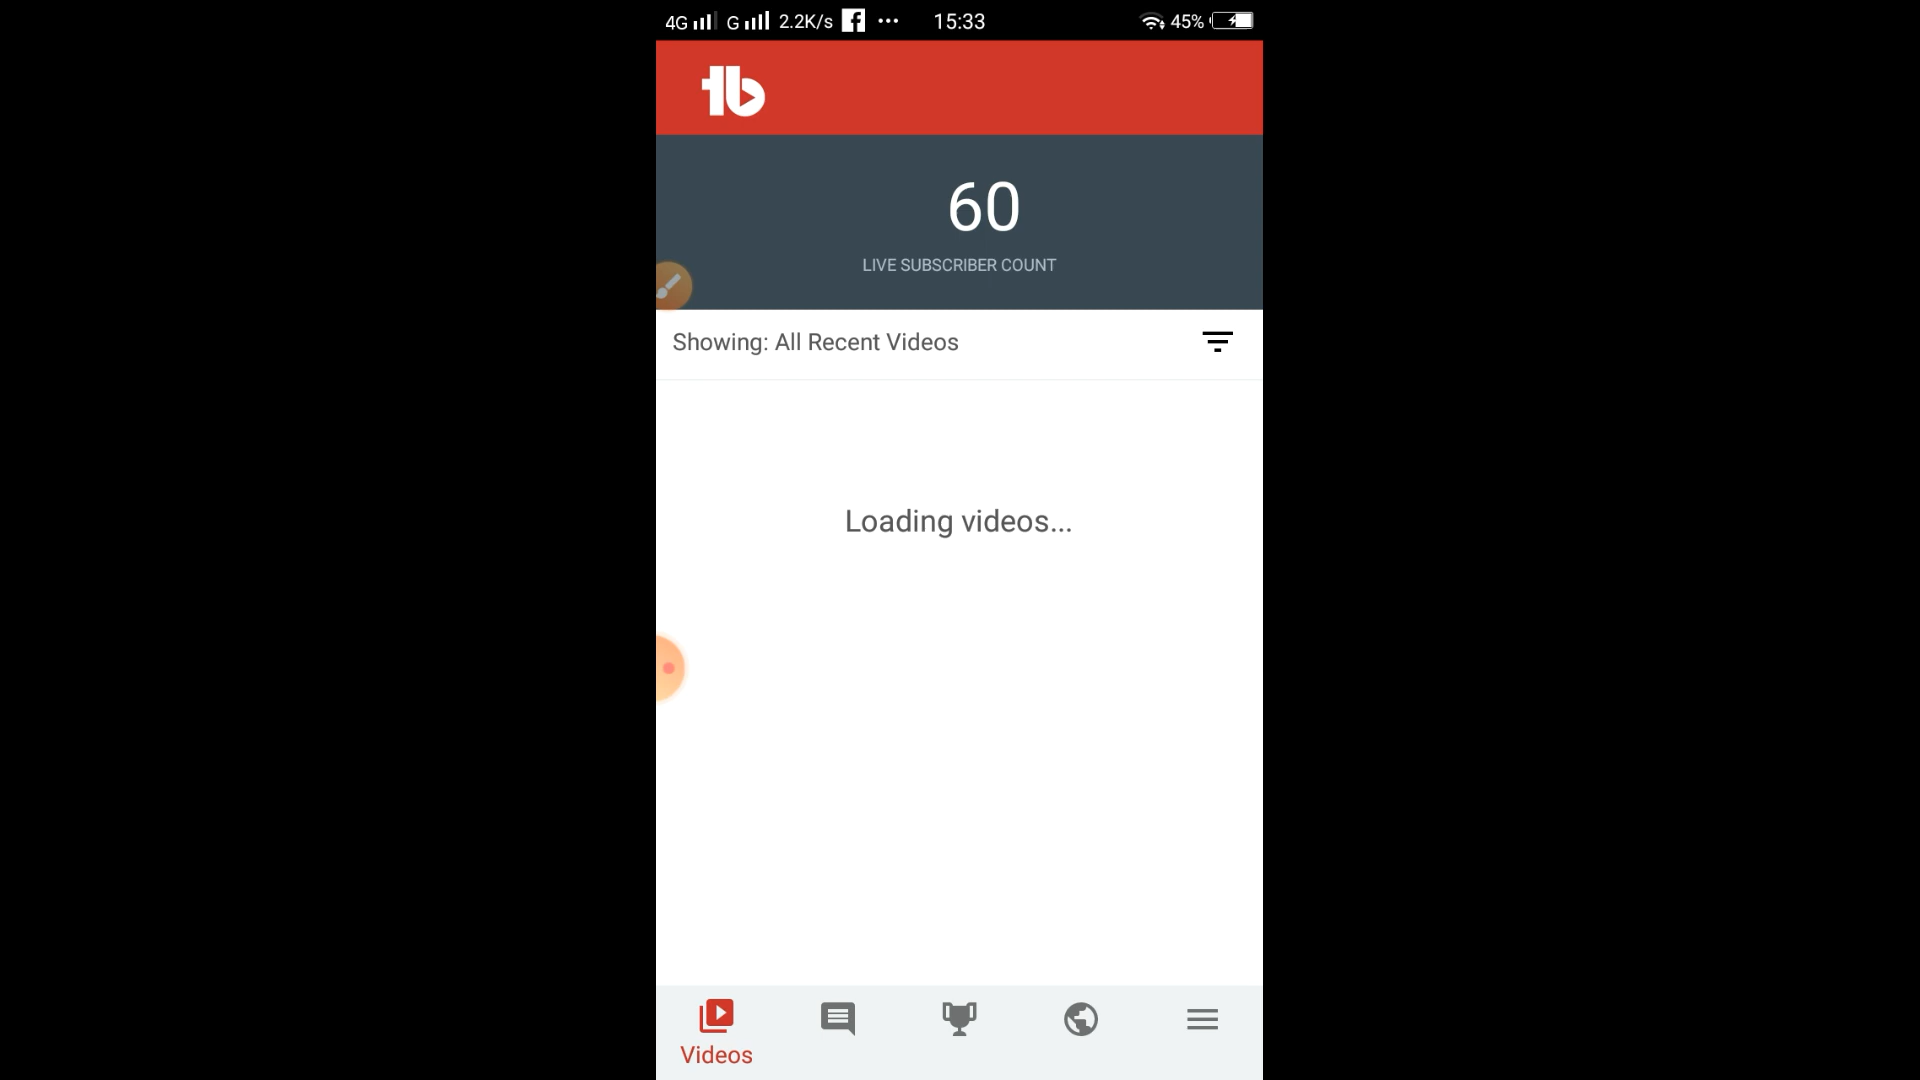 4G G 2.2K/s 15:33 45%
tb
60
LIVE SUBSCRIBER COUNT
Showing: All Recent Videos
Loading videos...
Videos